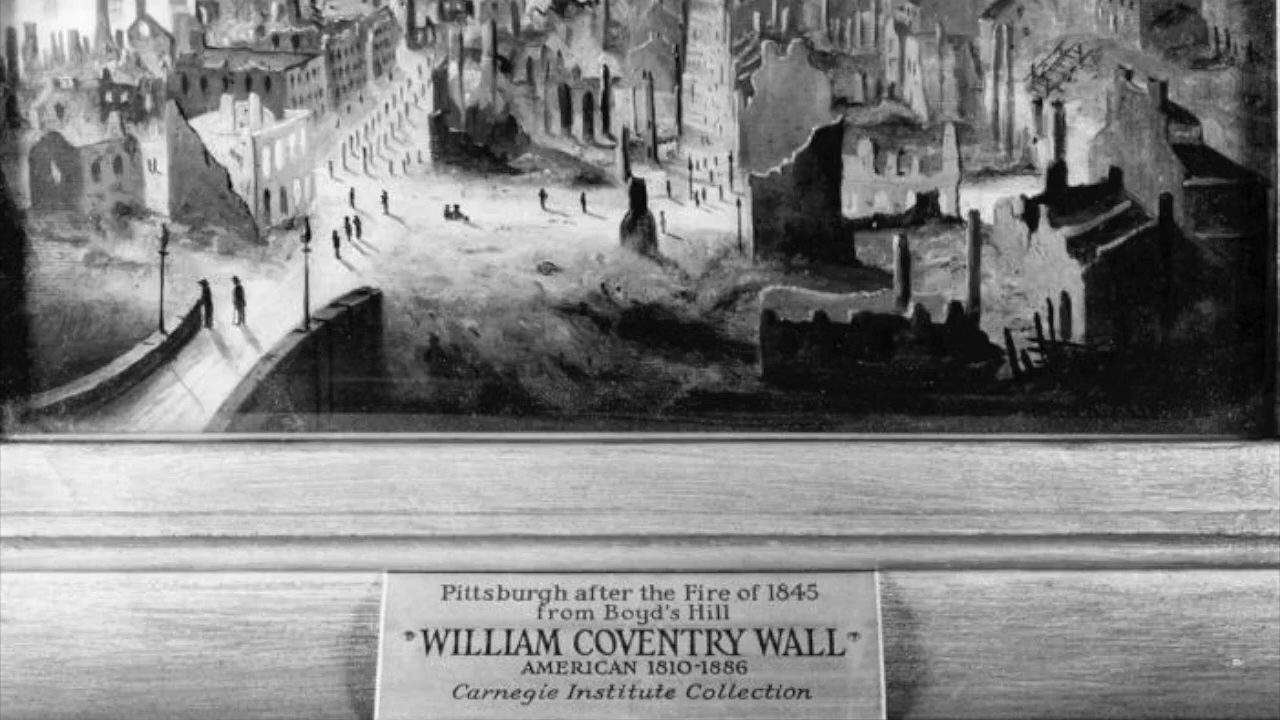 Pittsburgh after the Fire of 1845
from Boyd's Hill
WILLIAM COVENTRY WALL
AMERICAN 1810-1886
Carnegie Institute Collection